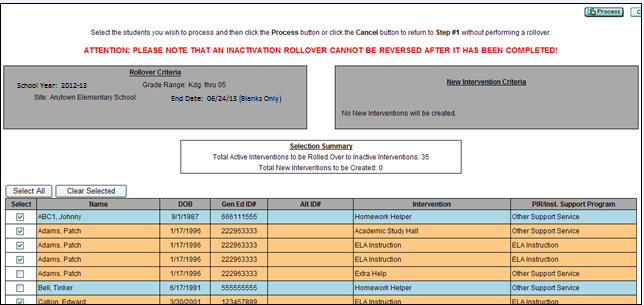 Process
C
Select the students you wish to process and then click the Process button or click the Cancel button to return to Step #1 without performing a rollover.
ATTENTION: PLEASE NOTE THAT AN INACTIVATION ROLLOVER CANNOT BE REVERSED AFTER IT HAS BEEN COMPLETED!
Rollover Criteria
School Year: 2012-13 Grade Range: Kdg. thru 05
Site: Anytown Elementary School End Date: 06/24/13 (Blanks Only)
New Intervention Criteria
No New Interventions will be created.
Selection Summary
Total Active Interventions to be Rolled Over to Inactive Interventions: 35
Total New Interventions to be Created: 0
Select All Clear Selected
Select Name DOB Gen Ed ID# Alt ID# Intervention PIR/Inst. Support Program
ABC1, Johnny 9/1/1987 666111555 Homework Helper Other Support Service
Adams, Patch 1/17/1996 222963333 Academic Study Hall Other Support Service
Adams, Patch 1/17/1996 222963333 ELA Instruction ELA Instruction
Adams, Patch 1/17/1996 222963333 ELA Instruction ELA Instruction
Adams, Patch 1/17/1996 222963333 Extra Help Other Support Service
Bell, Tinker 6/17/1991 555555555 Homework Helper Other Support Service
Cation, Edward 3/30/2001 123457899 ELA Instruction ELA Instruction